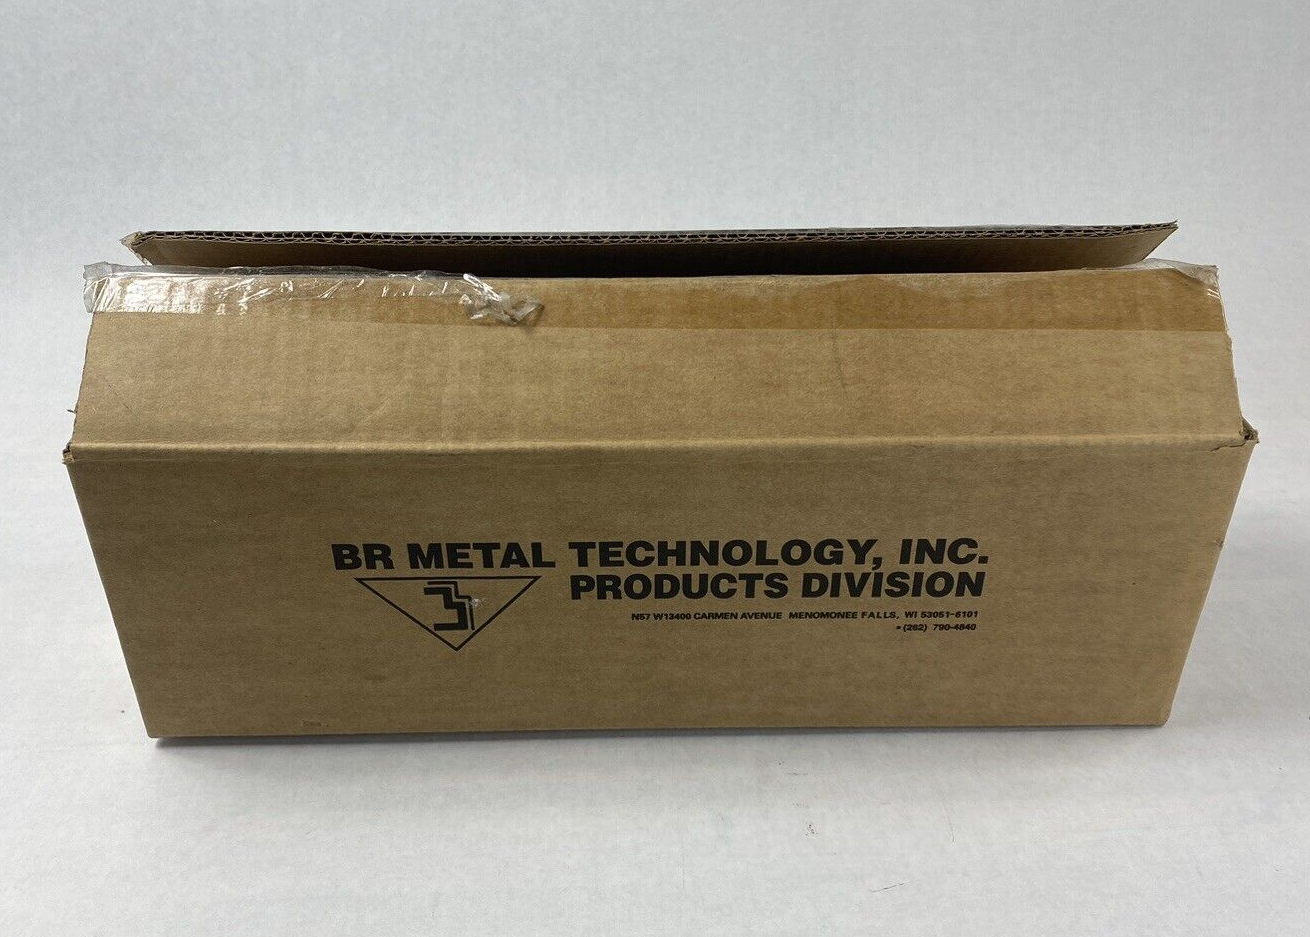 BR METAL TECHNOLOGY, INC.
PRODUCTS DIVISION
N57 W13400 CARMEN AVENUE MENOMONEE FALLS, WI 53051-6101
• (262) 790-4840